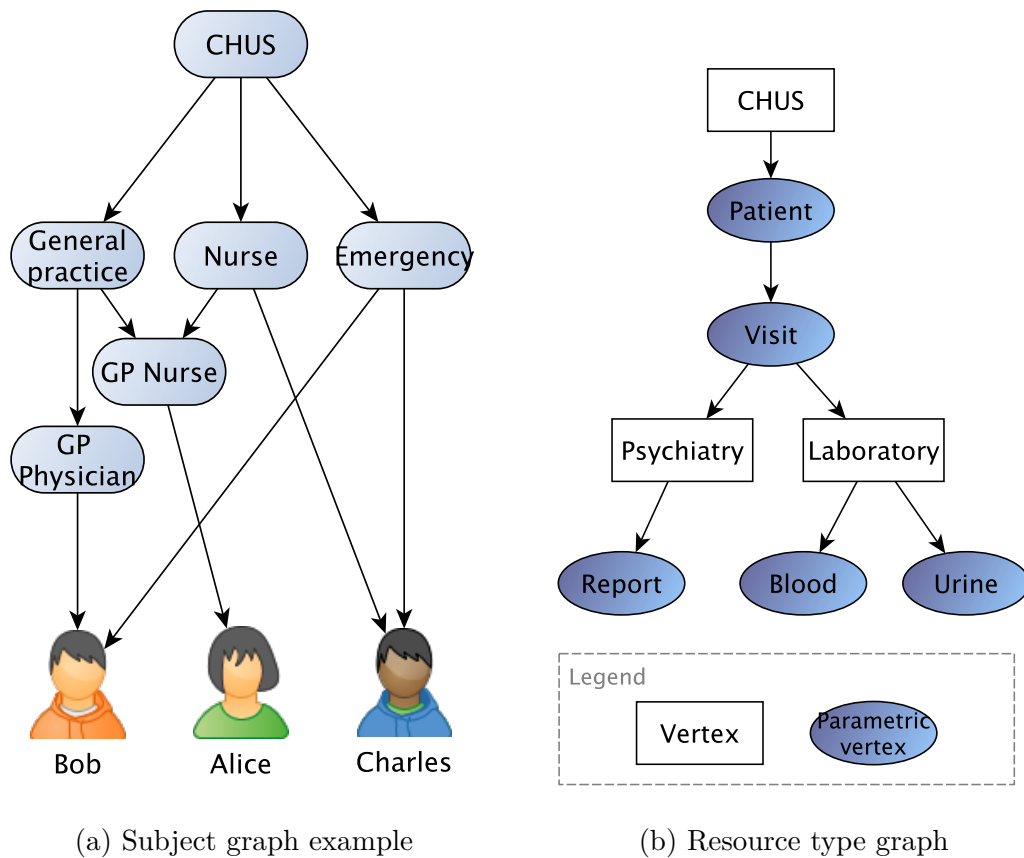 CHUS
General
practice
Nurse
Emergency
GP Nurse
GP
Physician
Bob
Alice
Charles
(a) Subject graph example
CHUS
Patient
Visit
Psychiatry
Laboratory
Report
Blood
Urine
Legend
Vertex
Parametric
vertex
(b) Resource type graph